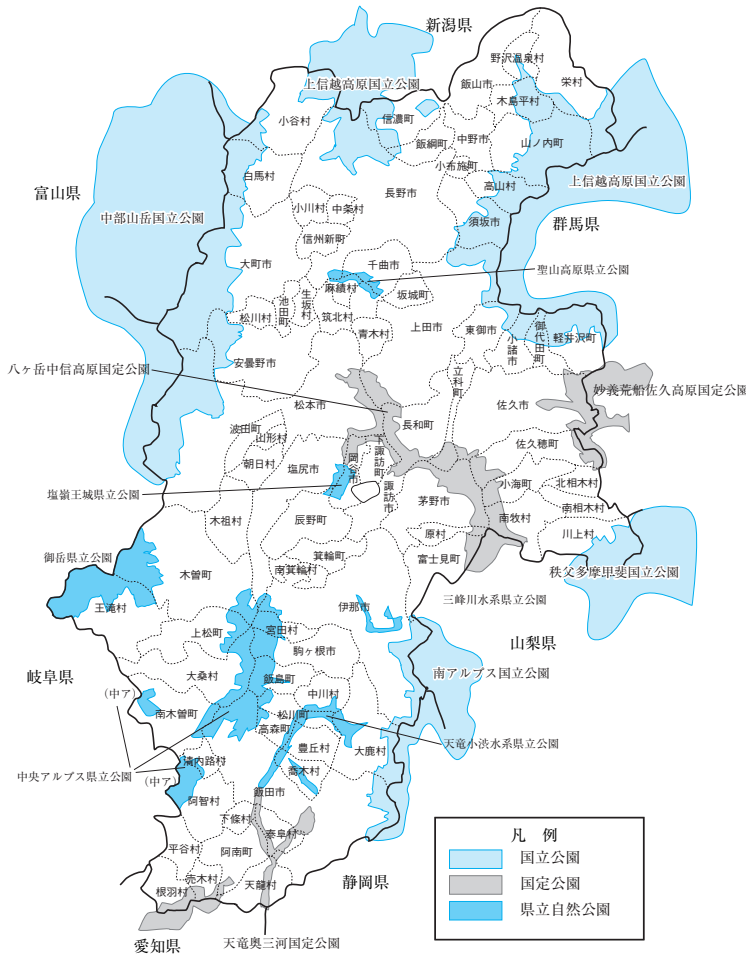 新潟県
野沢温泉村
栄村
飯山市
上信越高原国立公園
木島平村
小谷村
信濃町
中野市
飯綱町
山ノ内町
小布施町
白馬村
高山村
上信越高原国立公園
富山県
長野市
中部山岳国立公園
小川村
中条村
須坂市
群馬県
信州新町
大町市
千曲市
聖山高原県立公園
麻績村
坂城町
生坂村
池田町
松川村
筑北村
青木村
上田市
東御市
小諸市
御代田町
軽井沢町
八ヶ岳中信高原国定公園
安曇野市
立科町
妙義荒船佐久高原国定公園
松本市
佐久市
長和町
波田町
山形村
下諏訪町
佐久穂町
朝日村
塩尻市
岡谷市
塩嶺王城県立公園
諏訪市
茅野市
小海町
北相木村
木祖村
辰野町
南牧村
南相木村
原村
川上村
御岳県立公園
箕輪町
富士見町
木曽町
南箕輪村
秩父多摩甲斐国立公園
王滝村
伊那市
三峰川水系県立公園
上松町
宮田村
駒ヶ根市
山梨県
岐阜県
大桑村
飯島町
南アルプス国立公園
（中ア）
中川村
南木曽町
松川町
高森町
豊丘村
大鹿村
天竜小渋水系県立公園
清内路村
喬木村
中央アルプス県立公園
（中ア）
飯田市
阿智村
下條村
泰阜村
平谷村
阿南町
売木村
天龍村
静岡県
根羽村
愛知県
天竜奥三河国定公園
凡 例
国立公園
国定公園
県立自然公園